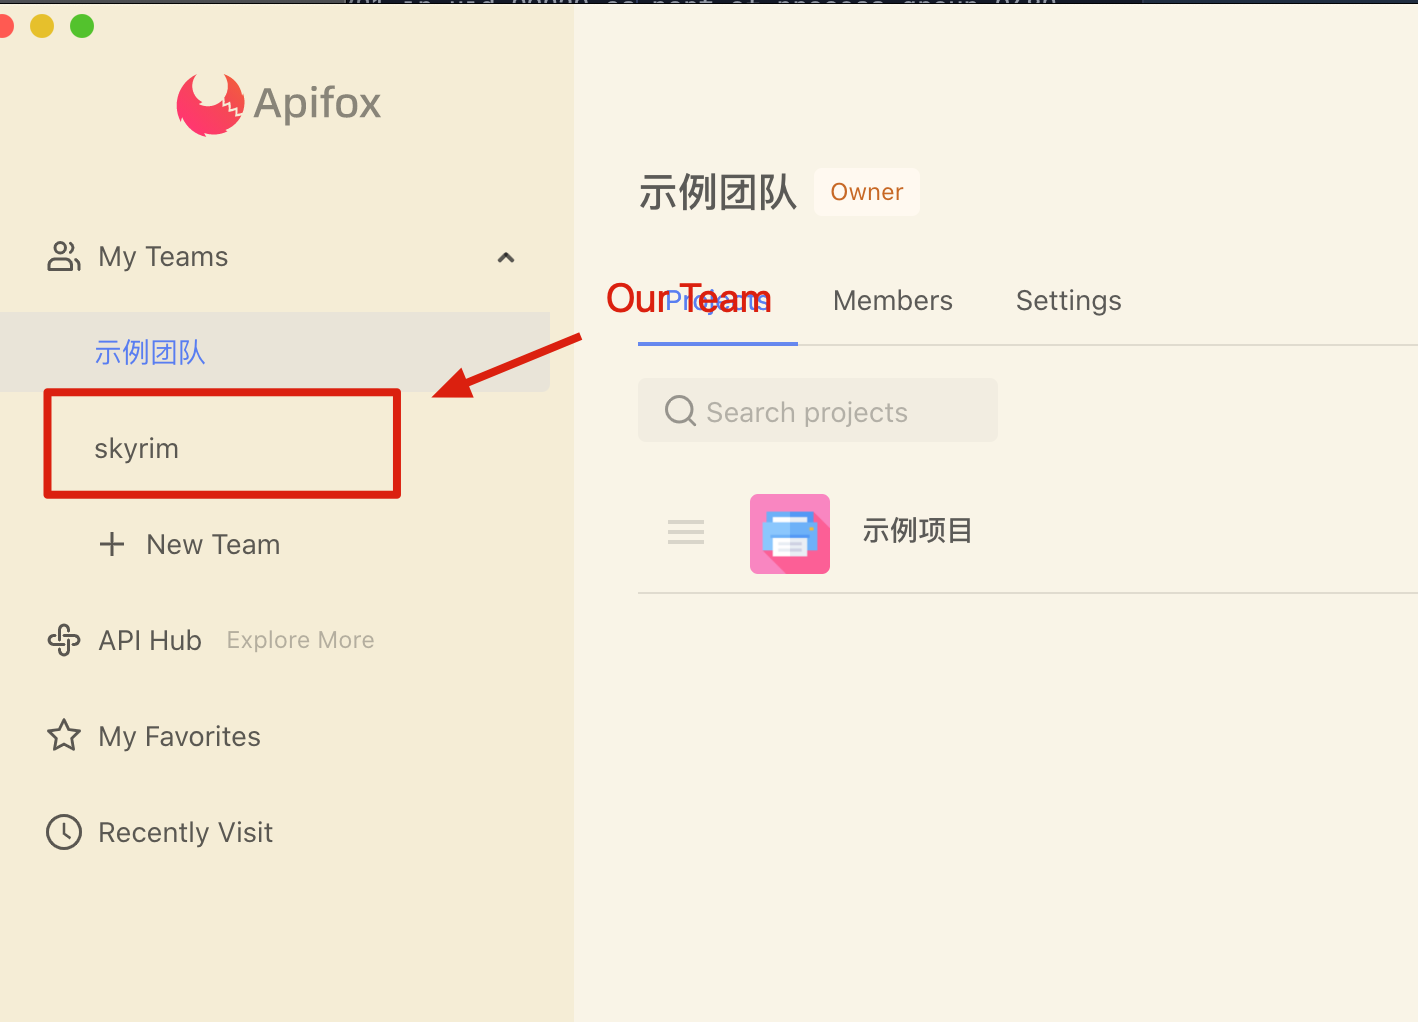 Apifox
My Teams
示例团队
skyrim
New Team
API Hub Explore More
My Favorites
Recently Visit
示例团队 Owner
Our Team
Projects Members Settings
Search projects
示例项目